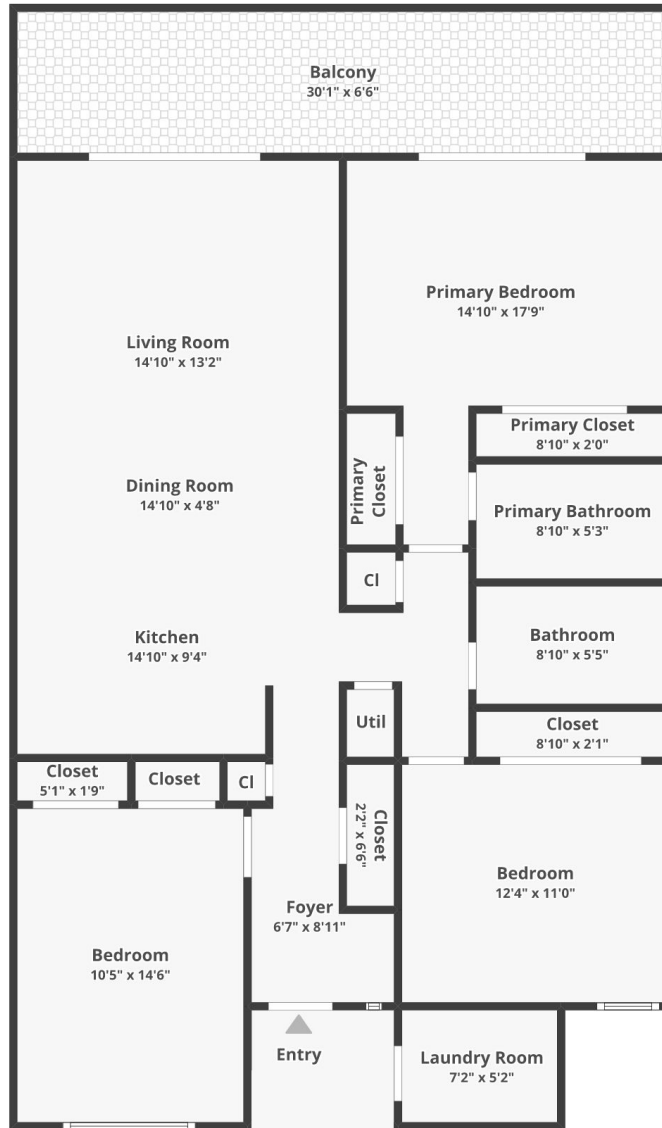 Balcony
30'1" x 6'6"
Primary Bedroom
14'10" x 17'9"
Living Room
14'10" x 13'2"
Primary Closet
8'10" x 2'0"
Primary
Closet
Dining Room
14'10" x 4'8"
Primary Bathroom
8'10" x 5'3"
Cl
Kitchen
14'10" x 9'4"
Bathroom
8'10" x 5'5"
Util
Closet
8'10" x 2'1"
Closet
5'1" x 1'9"
Closet
Cl
Closet
2'2" x 6'6"
Bedroom
12'4" x 11'0"
Foyer
6'7" x 8'11"
Bedroom
10'5" x 14'6"
Entry
Laundry Room
7'2" x 5'2"